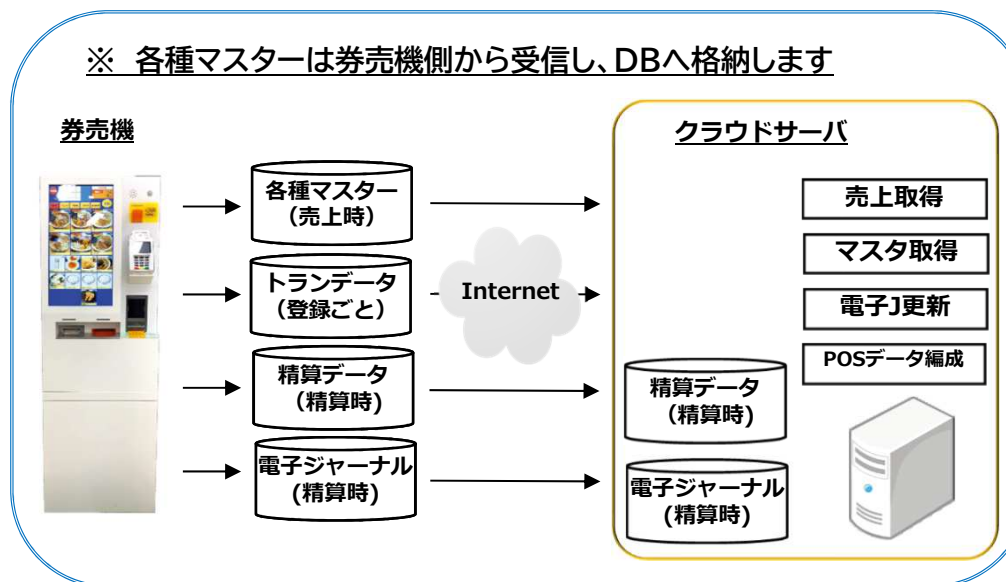 ※ 各種マスターは券売機側から受信し、DBへ格納します
券売機
クラウドサーバ
各種マスター
（売上時）
売上取得
マスタ取得
トランデータ
（登録ごと）
Internet
電子J更新
POSデータ編成
精算データ
（精算時)
精算データ
（精算時)
電子ジャーナル
(精算時)
電子ジャーナル
(精算時)